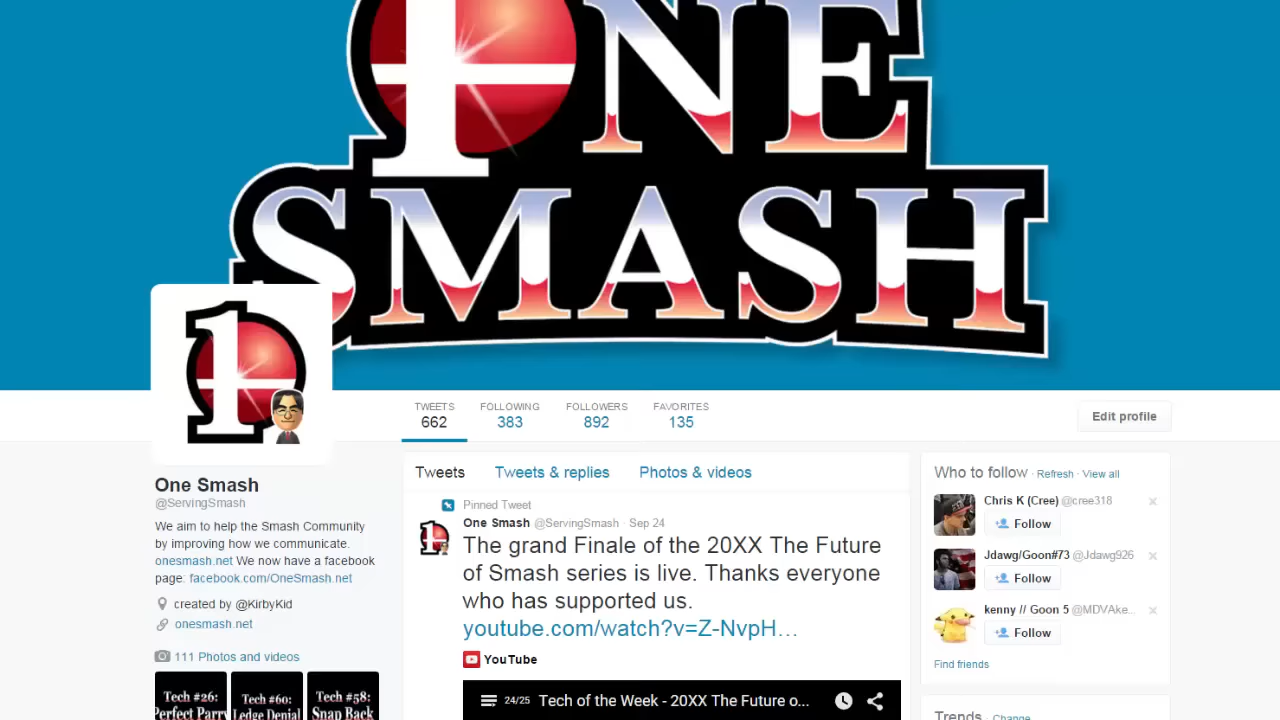 ONE
SMASH
TWEETS
662
FOLLOWING
383
FOLLOWERS
892
FAVORITES
135
Edit profile
One Smash
@ServingSmash
We aim to help the Smash Community
by improving how we communicate.
onesmash.net We now have a facebook
page: facebook.com/OneSmash.net
created by @KirbyKid
onesmash.net
111 Photos and videos
Tech #26:
Perfect Parry
Tech #60:
Ledge Denial
Tech #58:
Snap Back
Tweets
Tweets & replies
Photos & videos
Pinned Tweet
One Smash @ServingSmash · Sep 24
The grand Finale of the 20XX The Future
of Smash series is live. Thanks everyone
who has supported us.
youtube.com/watch?v=Z-NvpH…
YouTube
24/25 Tech of the Week - 20XX The Future o...
Who to follow · Refresh · View all
Chris K (Cree) @cree318
Follow
Jdawg/Goon#73 @Jdawg926
Follow
kenny // Goon 5 @MDVAke...
Follow
Find friends
Trends · Change